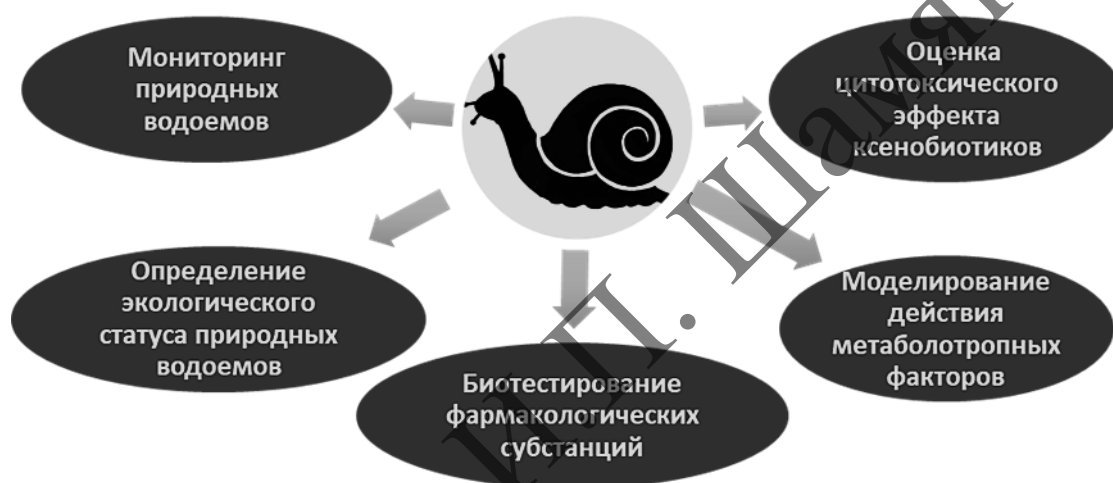 Мониторинг
природных
водоемов
Оценка
цитотоксического
эффекта
ксенобиотиков
Определение
экологического
статуса природных
водоемов
Моделирование
действия
метаболотропных
факторов
Биотестирование
фармакологических
субстанций
И.П. Шамя